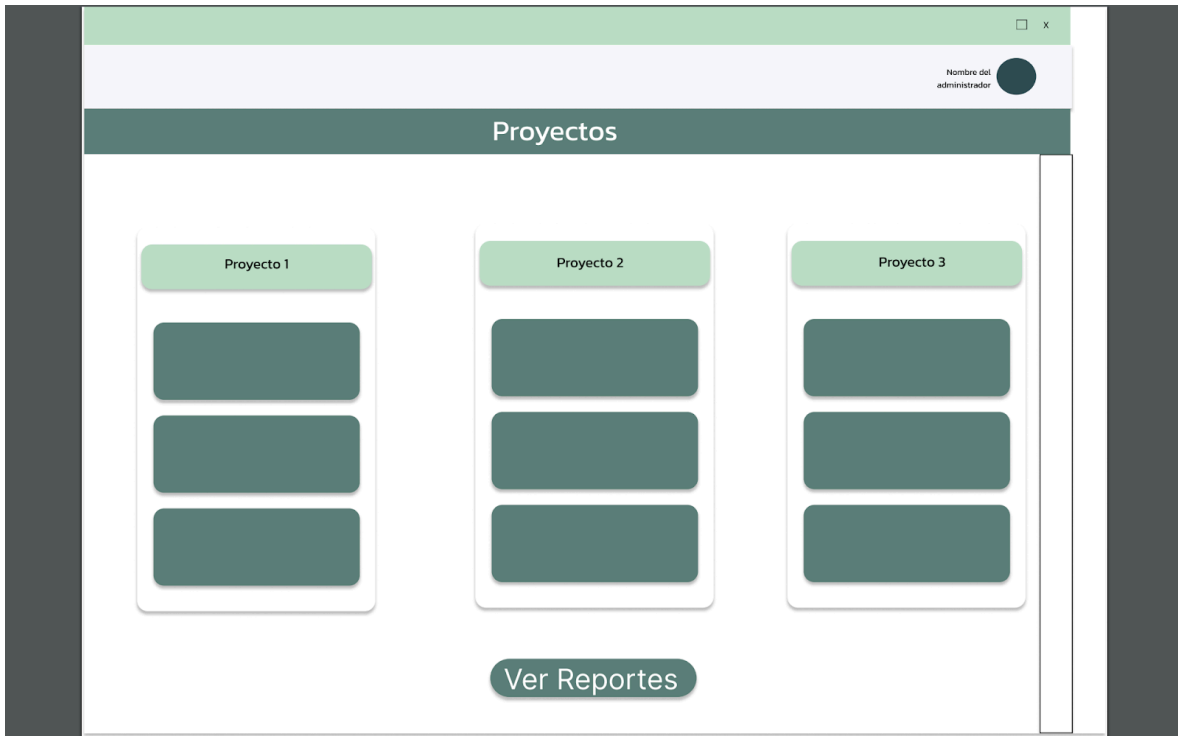 x
Nombre del
administrador
Proyectos
Proyecto 1
Proyecto 2
Proyecto 3
Ver Reportes